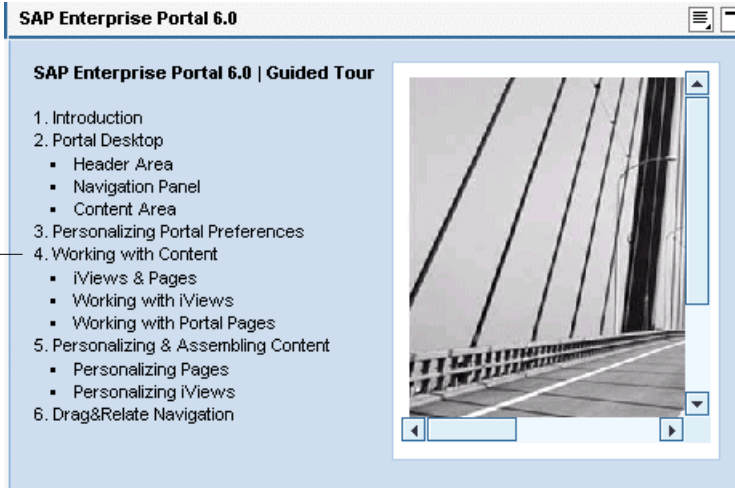 SAP Enterprise Portal 6.0
SAP Enterprise Portal 6.0 | Guided Tour
1. Introduction
2. Portal Desktop
▪ Header Area
▪ Navigation Panel
▪ Content Area
3. Personalizing Portal Preferences
4. Working with Content
▪ iViews & Pages
▪ Working with iViews
▪ Working with Portal Pages
5. Personalizing & Assembling Content
▪ Personalizing Pages
▪ Personalizing iViews
6. Drag&Relate Navigation